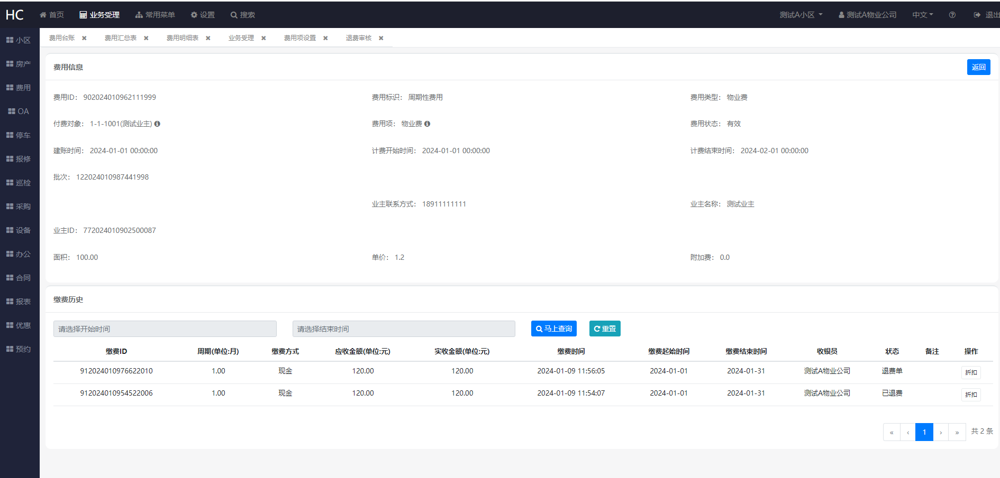 HC 首页 业务受理 常用菜单 设置 搜索 测试A小区 测试A物业公司 中文 退出
费用台账 费用汇总表 费用明细表 业务受理 费用项设置 退费审核
小区
房产
费用
OA
停车
报修
巡检
采购
设备
办公
合同
报表
优惠
预约
费用信息 返回
费用ID： 902024010962111999 费用标识： 周期性费用 费用类型： 物业费
付费对象： 1-1-1001(测试业主) 费用项： 物业费 费用状态： 有效
建账时间： 2024-01-01 00:00:00 计费开始时间： 2024-01-01 00:00:00 计费结束时间： 2024-02-01 00:00:00
批次： 122024010987441998
业主联系方式： 18911111111 业主名称： 测试业主
业主ID： 772024010902500087
面积： 100.00 单价： 1.2 附加费： 0.0
缴费历史
请选择开始时间 请选择结束时间 马上查询 重置
缴费ID 周期(单位:月) 缴费方式 应收金额(单位:元) 实收金额(单位:元) 缴费时间 缴费起始时间 缴费结束时间 收银员 状态 备注 操作
912024010976622010 1.00 现金 120.00 120.00 2024-01-09 11:56:05 2024-01-01 2024-01-31 测试A物业公司 退费单 折扣
912024010954522006 1.00 现金 120.00 120.00 2024-01-09 11:54:07 2024-01-01 2024-01-31 测试A物业公司 已退费 折扣
« ‹ 1 › » 共 2 条